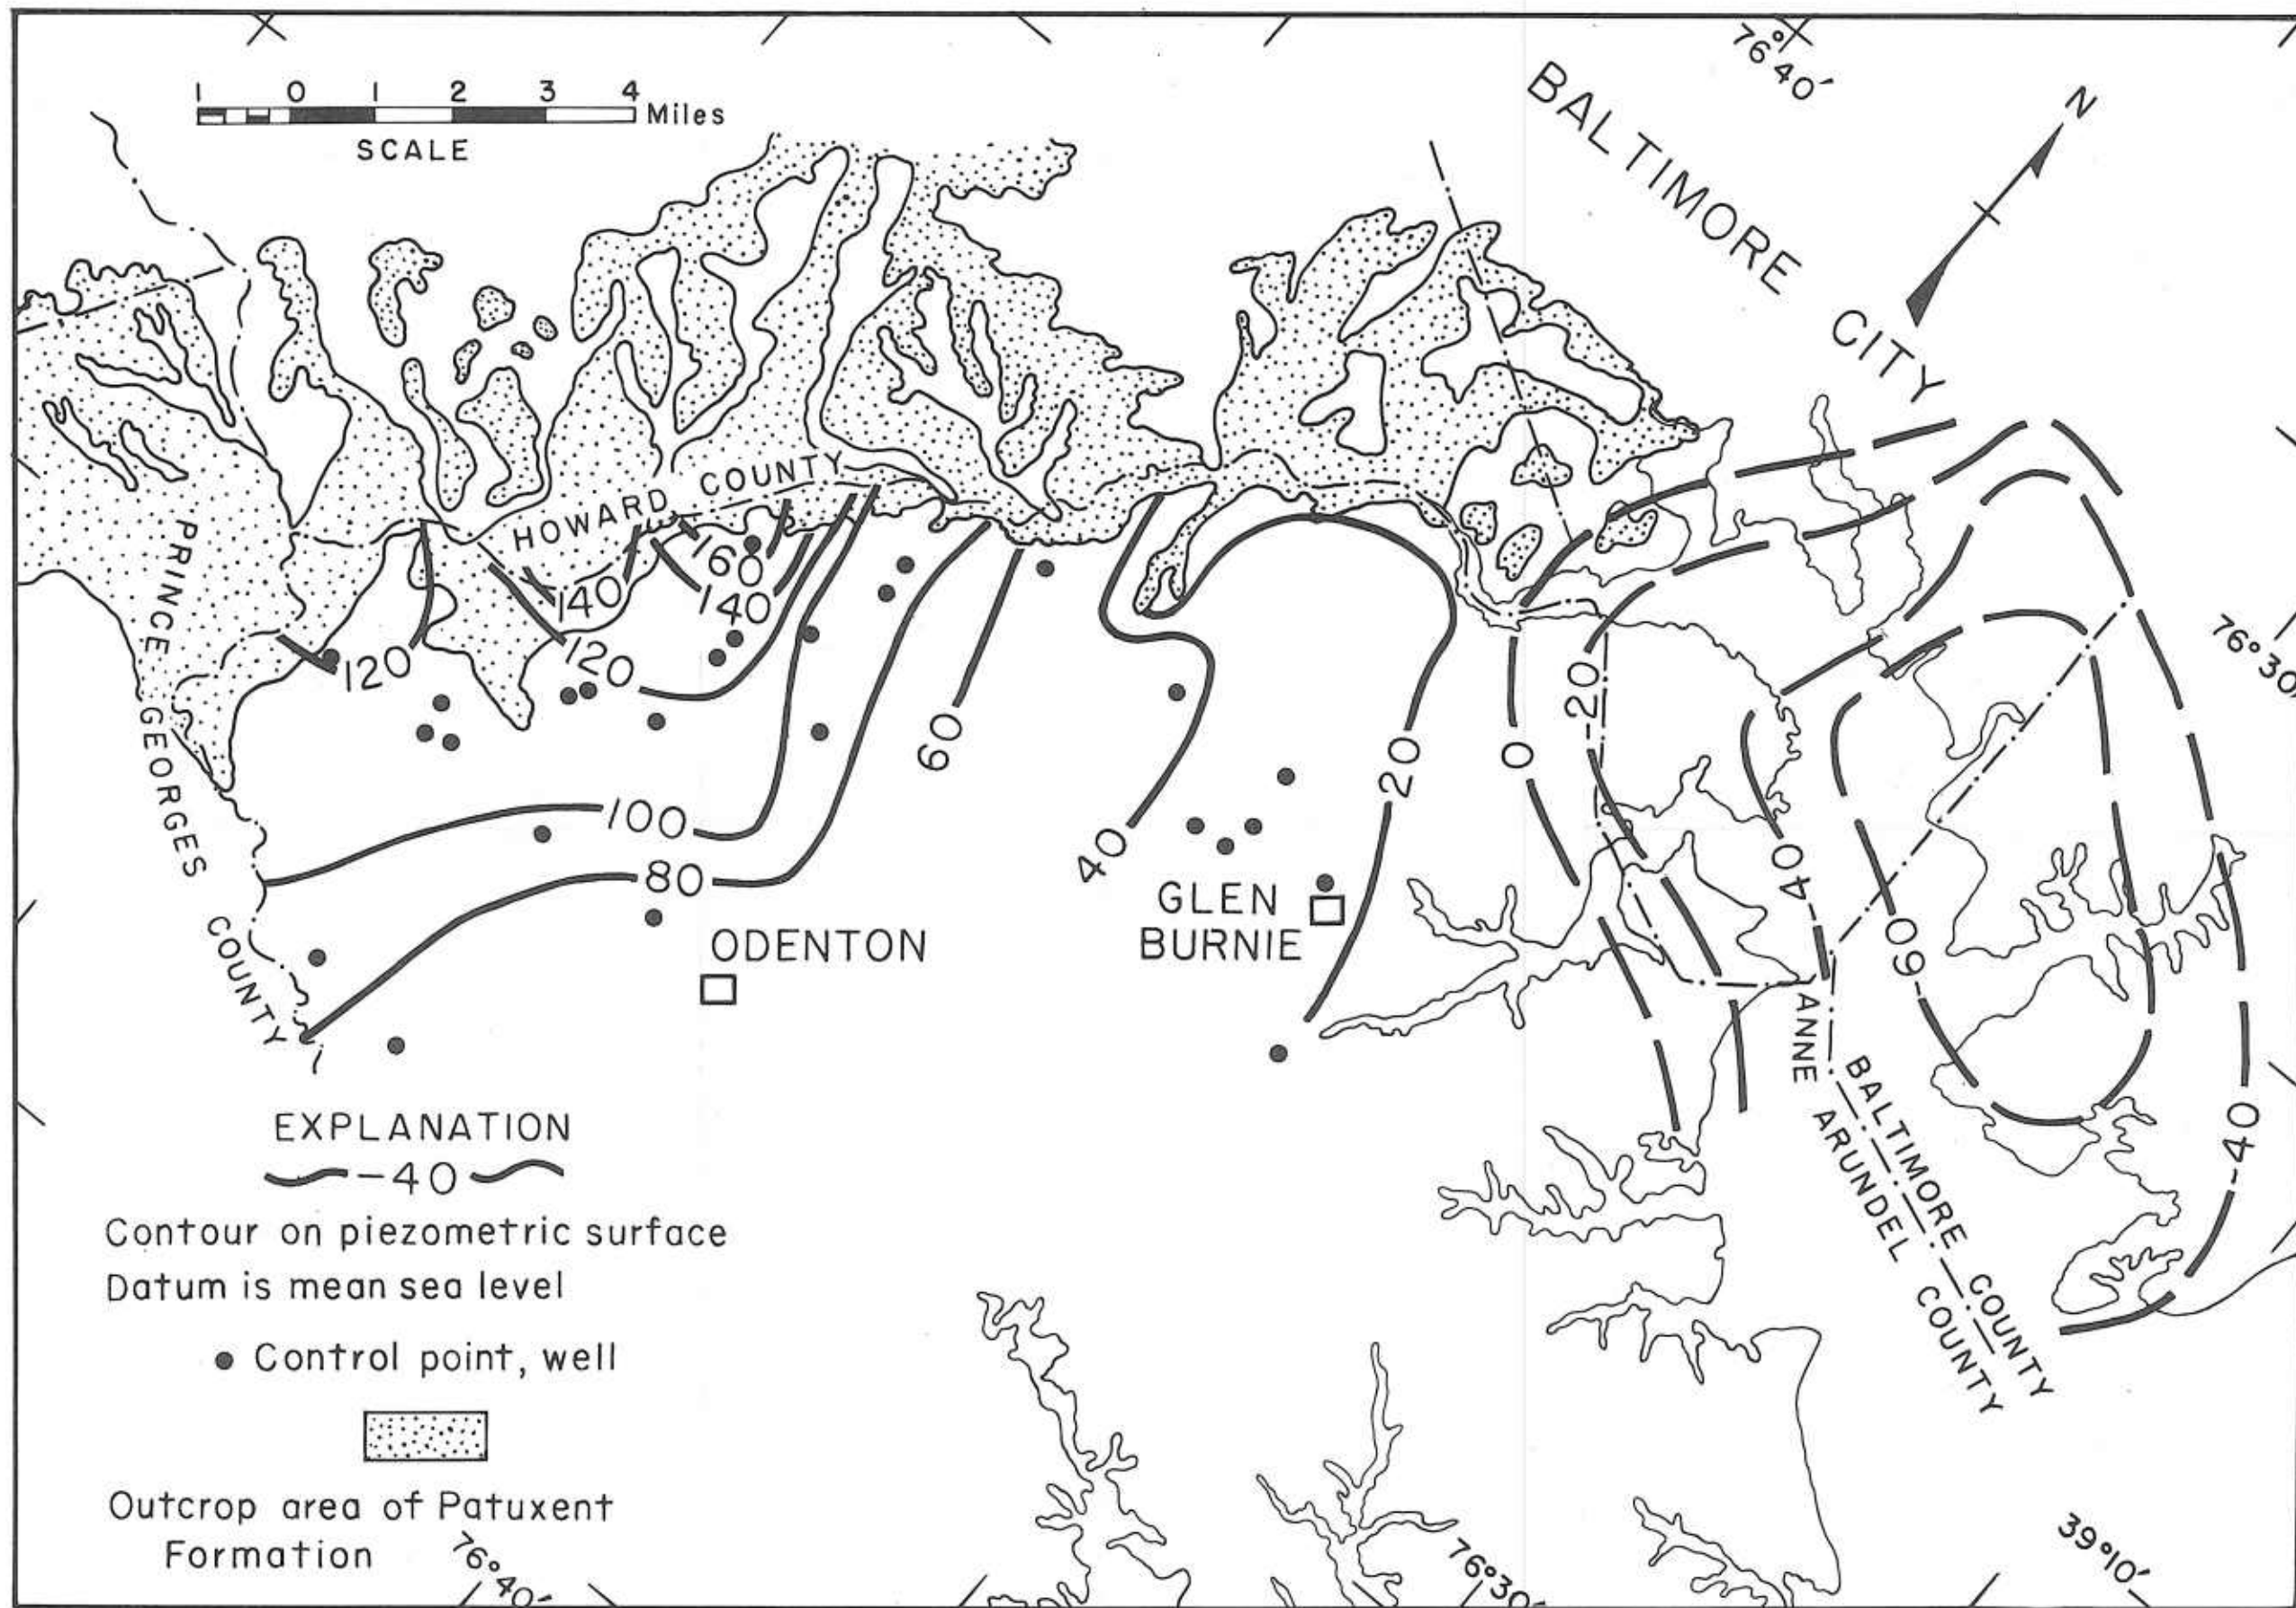 76°40′
N
1 0 1 2 3 4 Miles
SCALE
BALTIMORE CITY
HOWARD COUNTY
PRINCE GEORGES COUNTY
160
140
140
120
120
100
80
60
40
20
0
-20
-40
-60
-40
76°30′
ODENTON
GLEN
BURNIE
ANNE ARUNDEL COUNTY
BALTIMORE COUNTY
EXPLANATION
-40
Contour on piezometric surface
Datum is mean sea level
Control point, well
Outcrop area of Patuxent
Formation
76°40′
76°30′
39°10′